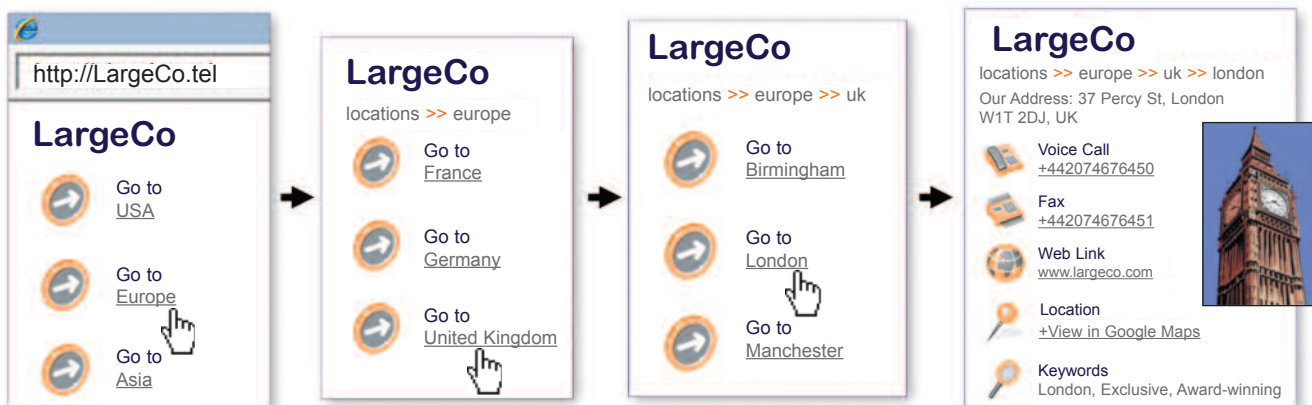 http://LargeCo.tel
LargeCo
Go to
USA
Go to
Europe
Go to
Asia
LargeCo
locations >> europe
Go to
France
Go to
Germany
Go to
United Kingdom
LargeCo
locations >> europe >> uk
Go to
Birmingham
Go to
London
Go to
Manchester
LargeCo
locations >> europe >> uk >> london
Our Address: 37 Percy St, London
W1T 2DJ, UK
Voice Call
+442074676450
Fax
+442074676451
Web Link
www.largeco.com
Location
+View in Google Maps
Keywords
London, Exclusive, Award-winning